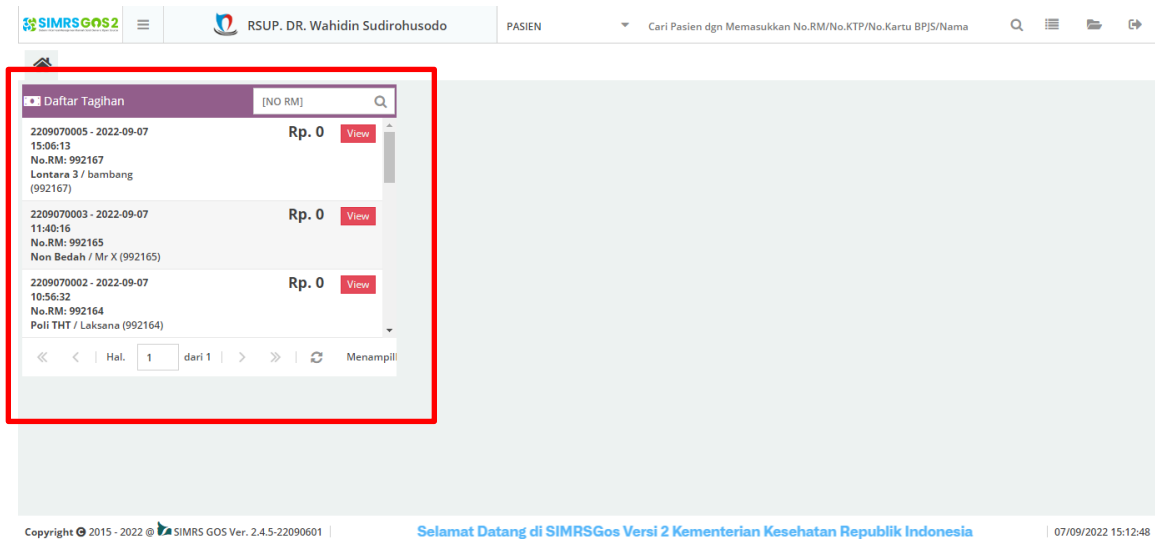 SIMRSGOS2
RSUP. DR. Wahidin Sudirohusodo
PASIEN
Cari Pasien dgn Memasukkan No.RM/No.KTP/No.Kartu BPJS/Nama
Daftar Tagihan
[NO RM]
2209070005 - 2022-09-07 Rp. 0 View
15:06:13
No.RM: 992167
Lontara 3 / bambang
(992167)
2209070003 - 2022-09-07 Rp. 0 View
11:40:16
No.RM: 992165
Non Bedah / Mr X (992165)
2209070002 - 2022-09-07 Rp. 0 View
10:56:32
No.RM: 992164
Poli THT / Laksana (992164)
Hal. 1 dari 1 Menampil
Copyright © 2015 - 2022 @ SIMRS GOS Ver. 2.4.5-22090601
Selamat Datang di SIMRSGos Versi 2 Kementerian Kesehatan Republik Indonesia
07/09/2022 15:12:48